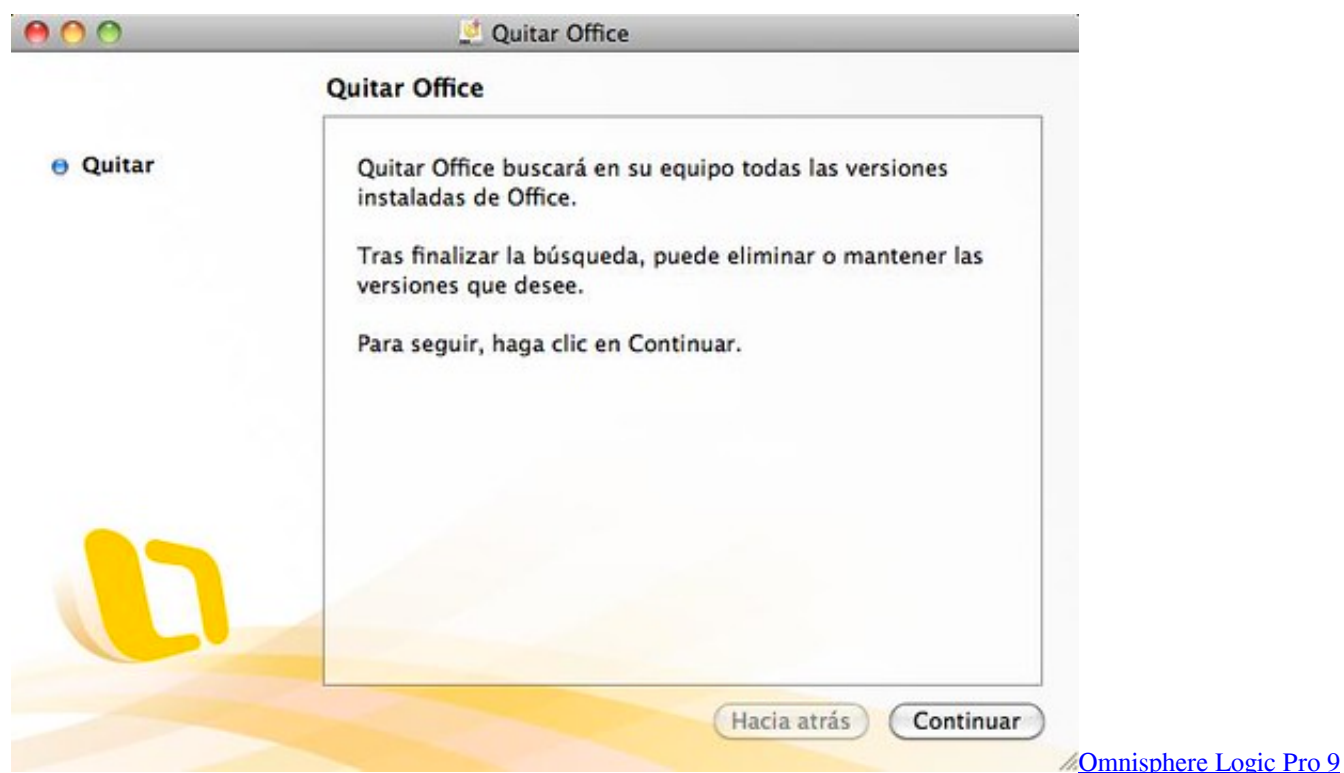 Quitar Office
Quitar Office
Quitar
Quitar Office buscará en su equipo todas las versiones
instaladas de Office.
Tras finalizar la búsqueda, puede eliminar o mantener las
versiones que desee.
Para seguir, haga clic en Continuar.
Hacia atrás
Continuar
Omnisphere Logic Pro 9